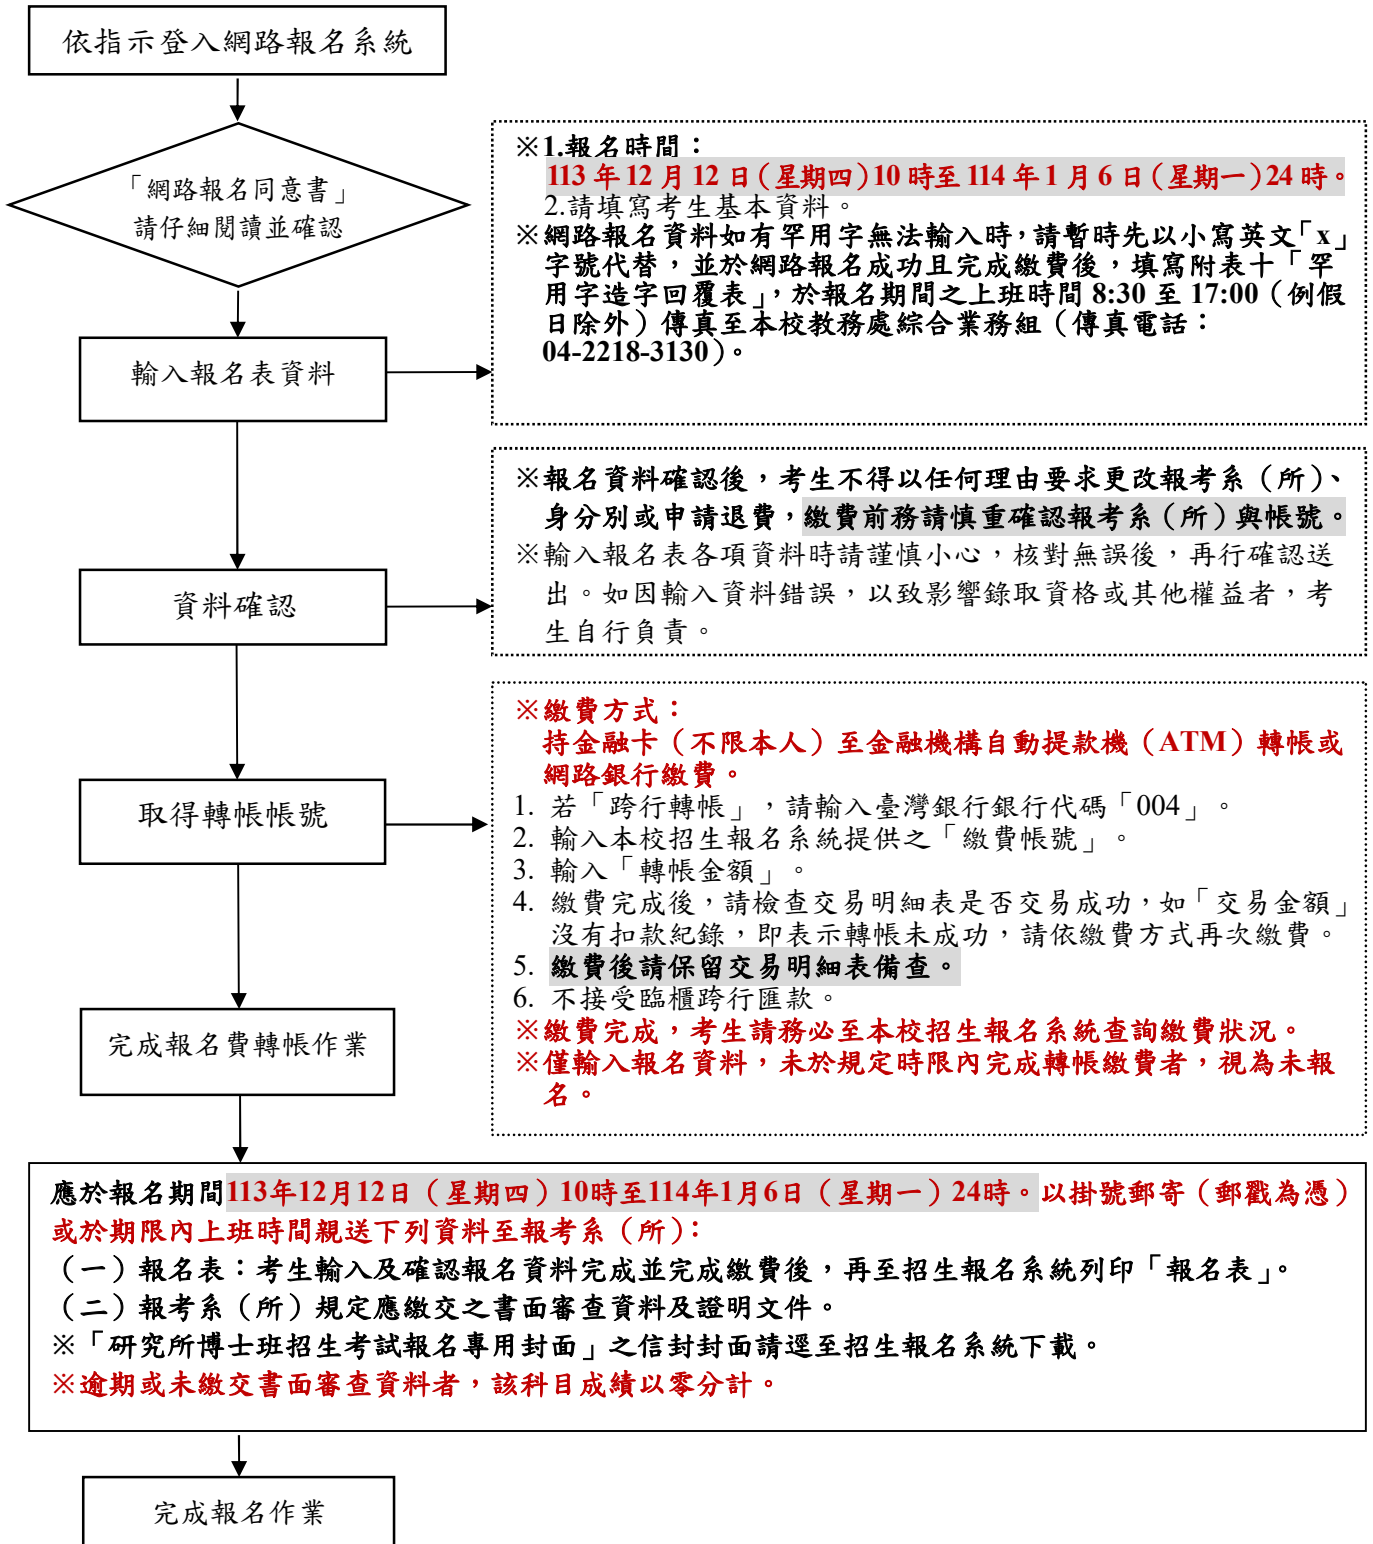 依指示登入網路報名系統
「網路報名同意書」
請仔細閱讀並確認
※1.報名時間：
113 年 12 月 12 日（星期四）10 時至 114 年 1 月 6 日（星期一）24 時。
2.請填寫考生基本資料。
※網路報名資料如有罕用字無法輸入時，請暫時先以小寫英文「x」
字號代替，並於網路報名成功且完成繳費後，填寫附表十「罕
用字造字回覆表」，於報名期間之上班時間 8:30 至 17:00（例假
日除外）傳真至本校教務處綜合業務組（傳真電話：
04-2218-3130）。
輸入報名表資料
※報名資料確認後，考生不得以任何理由要求更改報考系（所）、
身分別或申請退費，繳費前務請慎重確認報考系（所）與帳號。
※輸入報名表各項資料時請謹慎小心，核對無誤後，再行確認送
出。如因輸入資料錯誤，以致影響錄取資格或其他權益者，考
生自行負責。
資料確認
※繳費方式：
持金融卡（不限本人）至金融機構自動提款機（ATM）轉帳或
網路銀行繳費。
1. 若「跨行轉帳」，請輸入臺灣銀行銀行代碼「004」。
2. 輸入本校招生報名系統提供之「繳費帳號」。
3. 輸入「轉帳金額」。
4. 繳費完成後，請檢查交易明細表是否交易成功，如「交易金額」
沒有扣款紀錄，即表示轉帳未成功，請依繳費方式再次繳費。
5. 繳費後請保留交易明細表備查。
6. 不接受臨櫃跨行匯款。
※繳費完成，考生請務必至本校招生報名系統查詢繳費狀況。
※僅輸入報名資料，未於規定時限內完成轉帳繳費者，視為未報
名。
取得轉帳帳號
完成報名費轉帳作業
應於報名期間113年12月12日（星期四）10時至114年1月6日（星期一）24時。以掛號郵寄（郵戳為憑）
或於期限內上班時間親送下列資料至報考系（所）：
（一）報名表：考生輸入及確認報名資料完成並完成繳費後，再至招生報名系統列印「報名表」。
（二）報考系（所）規定應繳交之書面審查資料及證明文件。
※「研究所博士班招生考試報名專用封面」之信封封面請逕至招生報名系統下載。
※逾期或未繳交書面審查資料者，該科目成績以零分計。
完成報名作業